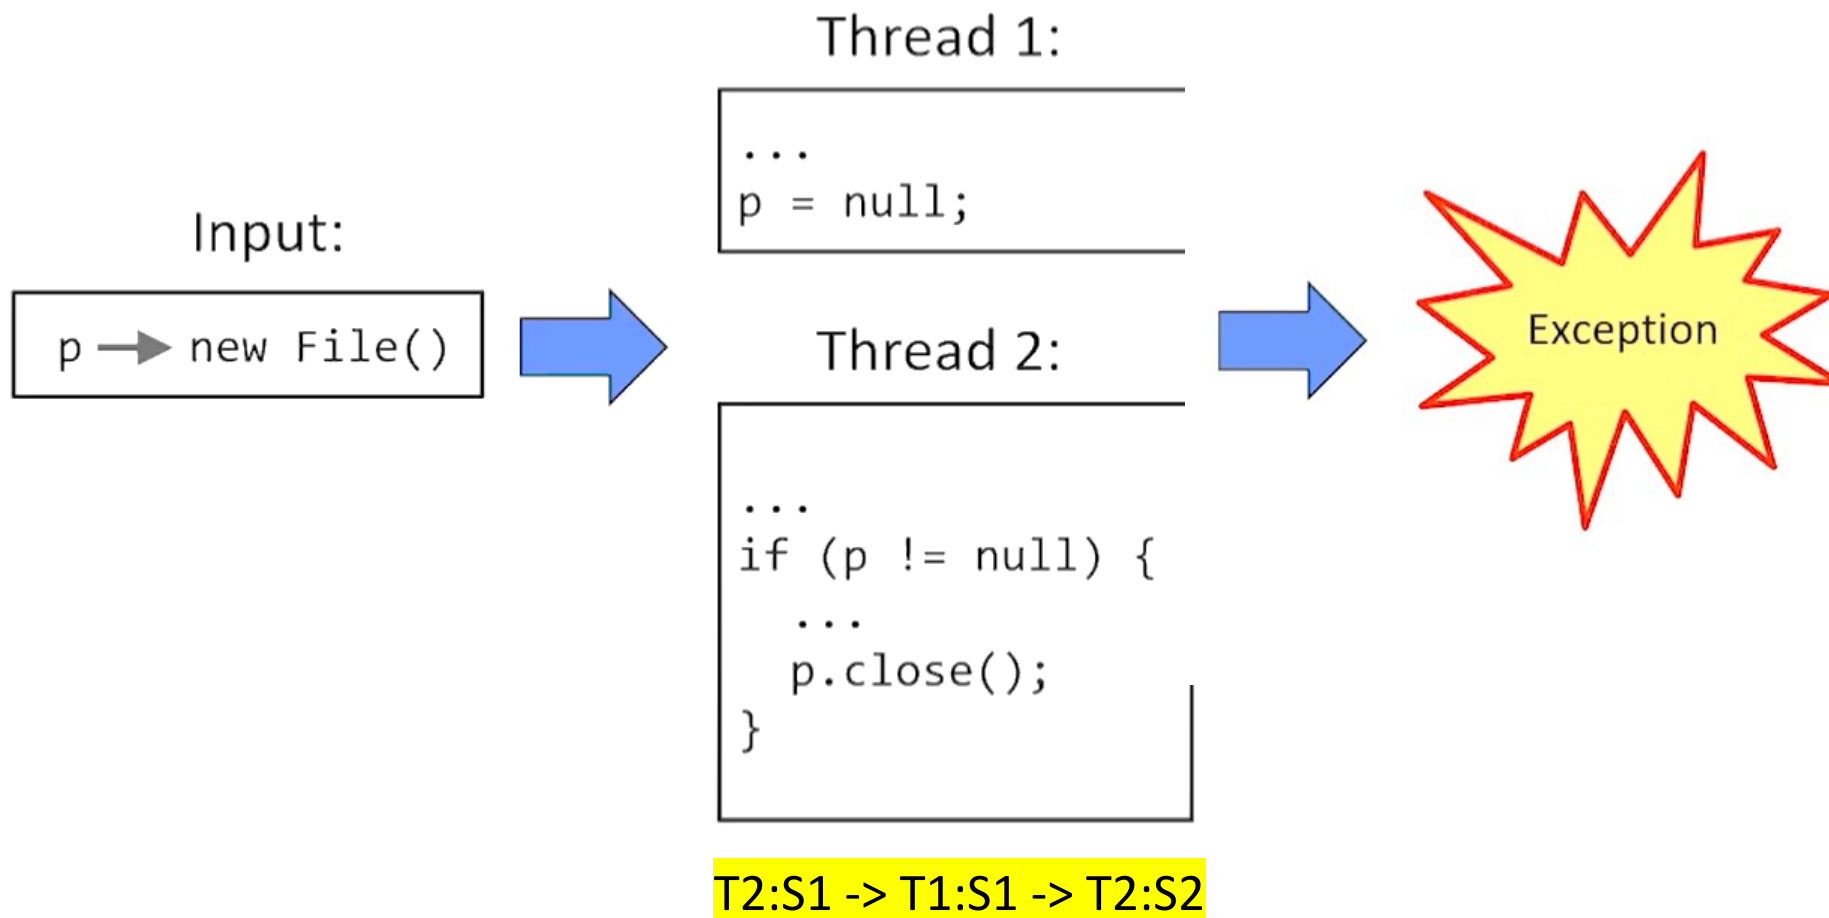 Input:
p → new File()
Thread 1:
...
p = null;
Thread 2:
...
if (p != null) {
...
p.close();
}
T2:S1 -> T1:S1 -> T2:S2
Exception